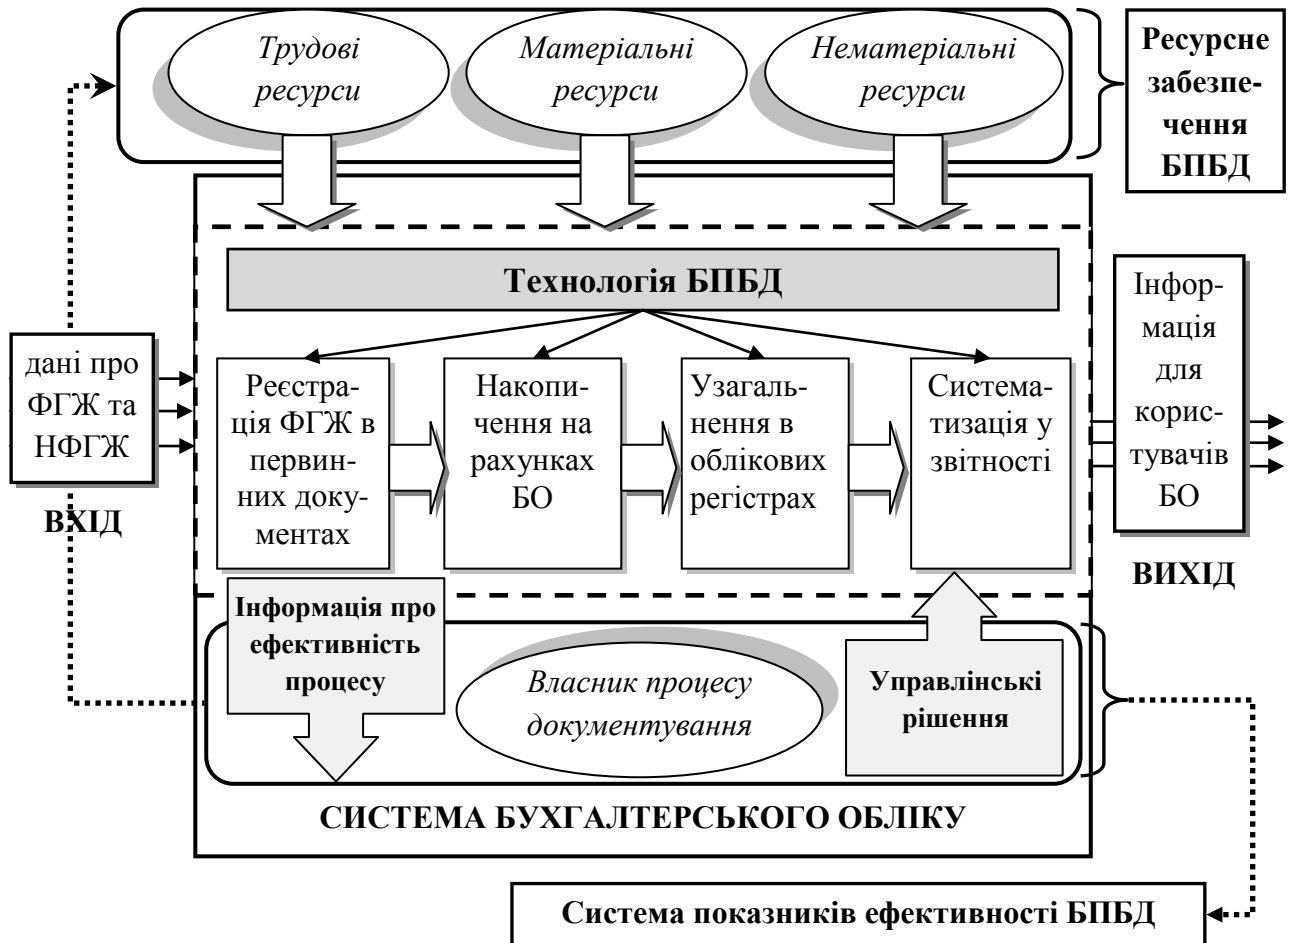 Трудові
ресурси
Матеріальні
ресурси
Нематеріальні
ресурси
Ресурсне
забезпе-
чення
БПБД
Технологія БПБД
дані про
ФГЖ та
НФГЖ
ВХІД
Реєстра-
ція ФГЖ в
первин-
них доку-
ментах
Накопи-
чення на
рахунках
БО
Узагаль-
нення в
облікових
регістрах
Система-
тизація у
звітності
Інфор-
мація
для
корис-
тувачів
БО
ВИХІД
Інформація про
ефективність
процесу
Власник процесу
документування
Управлінські
рішення
СИСТЕМА БУХГАЛТЕРСЬКОГО ОБЛІКУ
Система показників ефективності БПБД